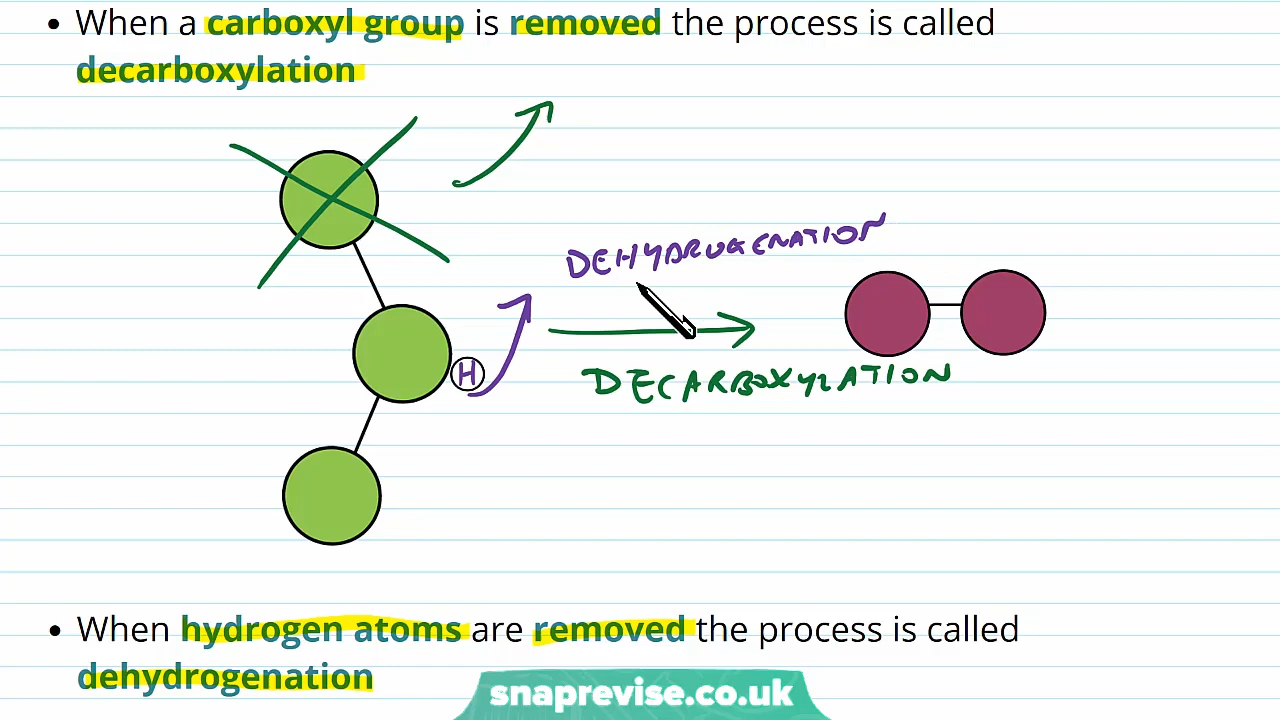 • When a carboxyl group is removed the process is called
decarboxylation
DEHYDROGENATION
H
DECARBOXYLATION
• When hydrogen atoms are removed the process is called
dehydrogenation
snaprevise.co.uk